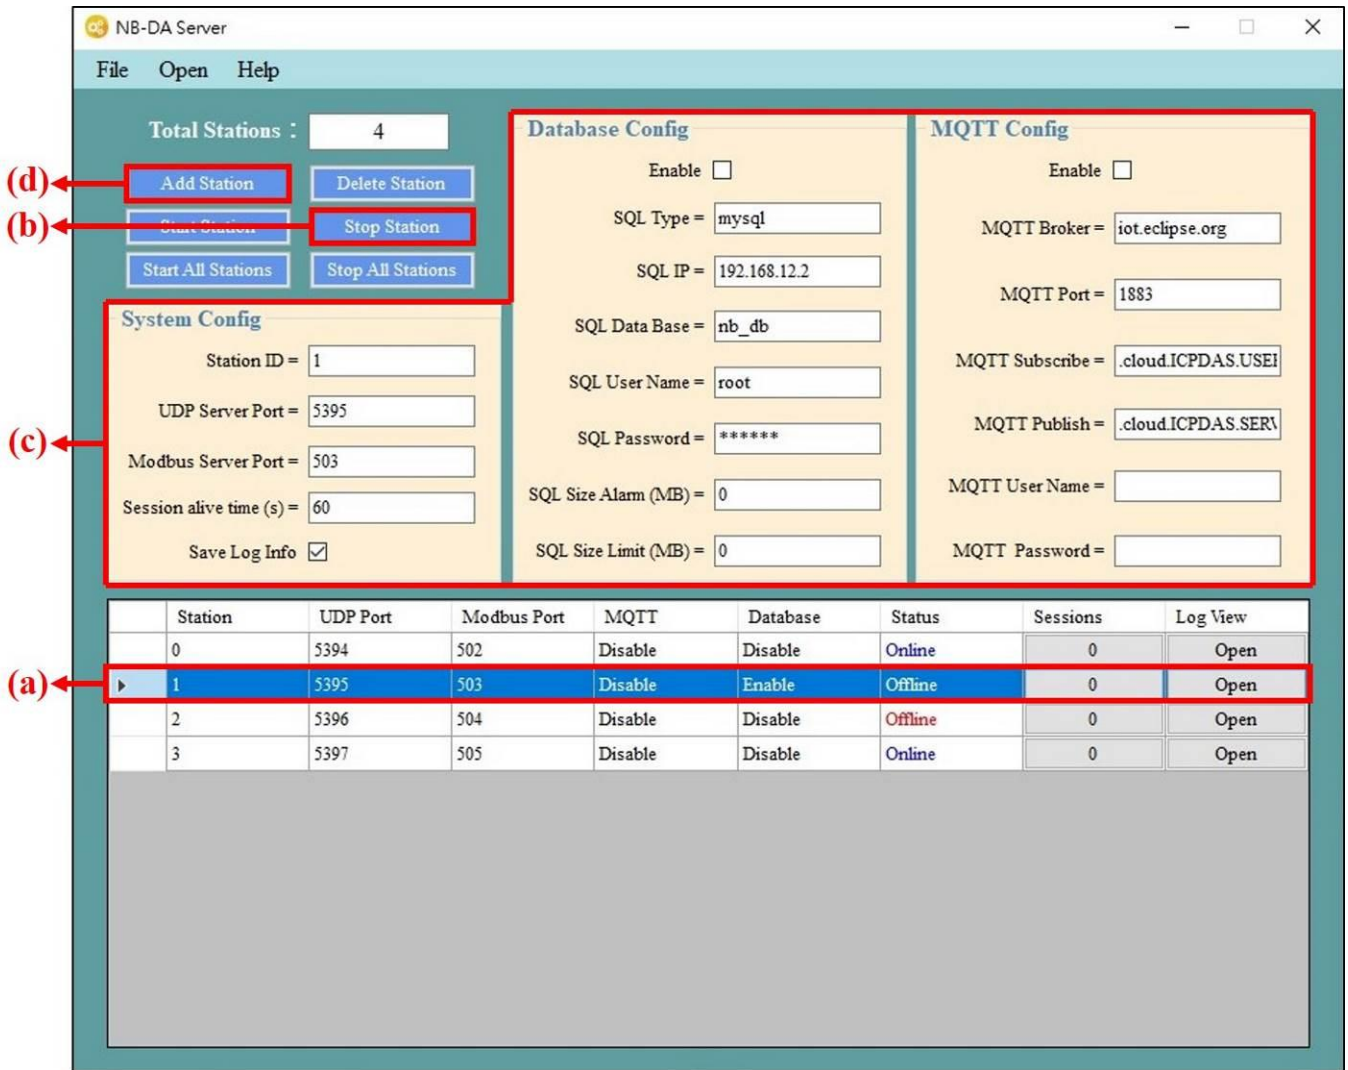 NB-DA Server
File Open Help
Total Stations : 4
(d) Add Station Delete Station
(b) Start Station Stop Station
Start All Stations Stop All Stations
System Config
Station ID = 1
UDP Server Port = 5395
(c)
Modbus Server Port = 503
Session alive time (s) = 60
Save Log Info
Database Config
Enable
SQL Type = mysql
SQL IP = 192.168.12.2
SQL Data Base = nb_db
SQL User Name = root
SQL Password = ******
SQL Size Alarm (MB) = 0
SQL Size Limit (MB) = 0
MQTT Config
Enable
MQTT Broker = iot.eclipse.org
MQTT Port = 1883
MQTT Subscribe = .cloud.ICPDAS.USE
MQTT Publish = .cloud.ICPDAS.SER
MQTT User Name =
MQTT Password =
Station UDP Port Modbus Port MQTT Database Status Sessions Log View
0 5394 502 Disable Disable Online 0 Open
(a) 1 5395 503 Disable Enable Offline 0 Open
2 5396 504 Disable Disable Offline 0 Open
3 5397 505 Disable Disable Online 0 Open